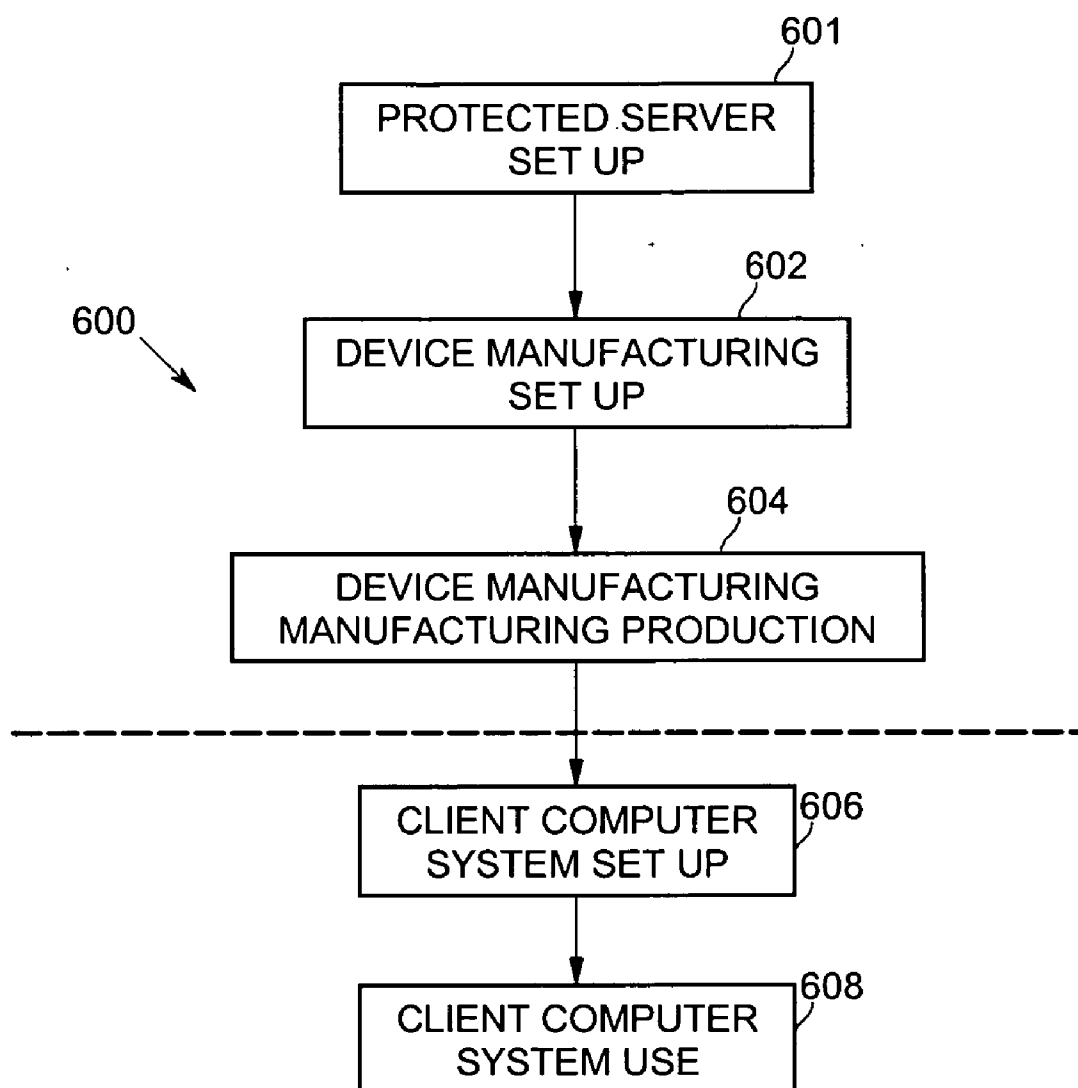 601
PROTECTED SERVER
SET UP
602
600
DEVICE MANUFACTURING
SET UP
604
DEVICE MANUFACTURING
MANUFACTURING PRODUCTION
CLIENT COMPUTER
SYSTEM SET UP
606
CLIENT COMPUTER
SYSTEM USE
608